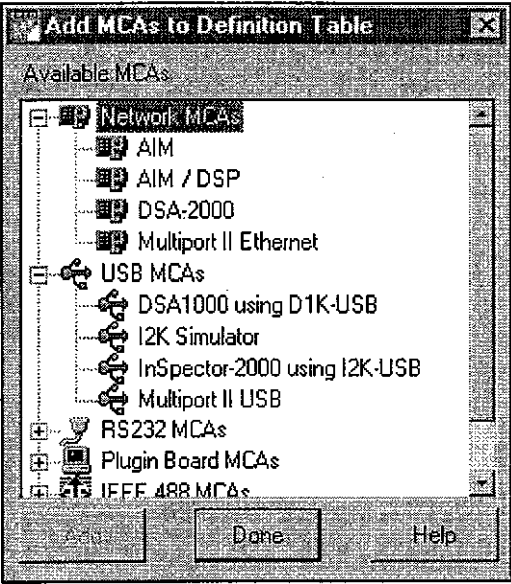 Add MCAs to Definition Table
Available MCAs
Network MCAs
AIM
AIM / DSP
DSA-2000
Multiport II Ethernet
USB MCAs
DSA1000 using D1K-USB
I2K Simulator
InSpector-2000 using I2K-USB
Multiport II USB
RS232 MCAs
Plugin Board MCAs
IEEE 488 MCAs
Add
Done
Help